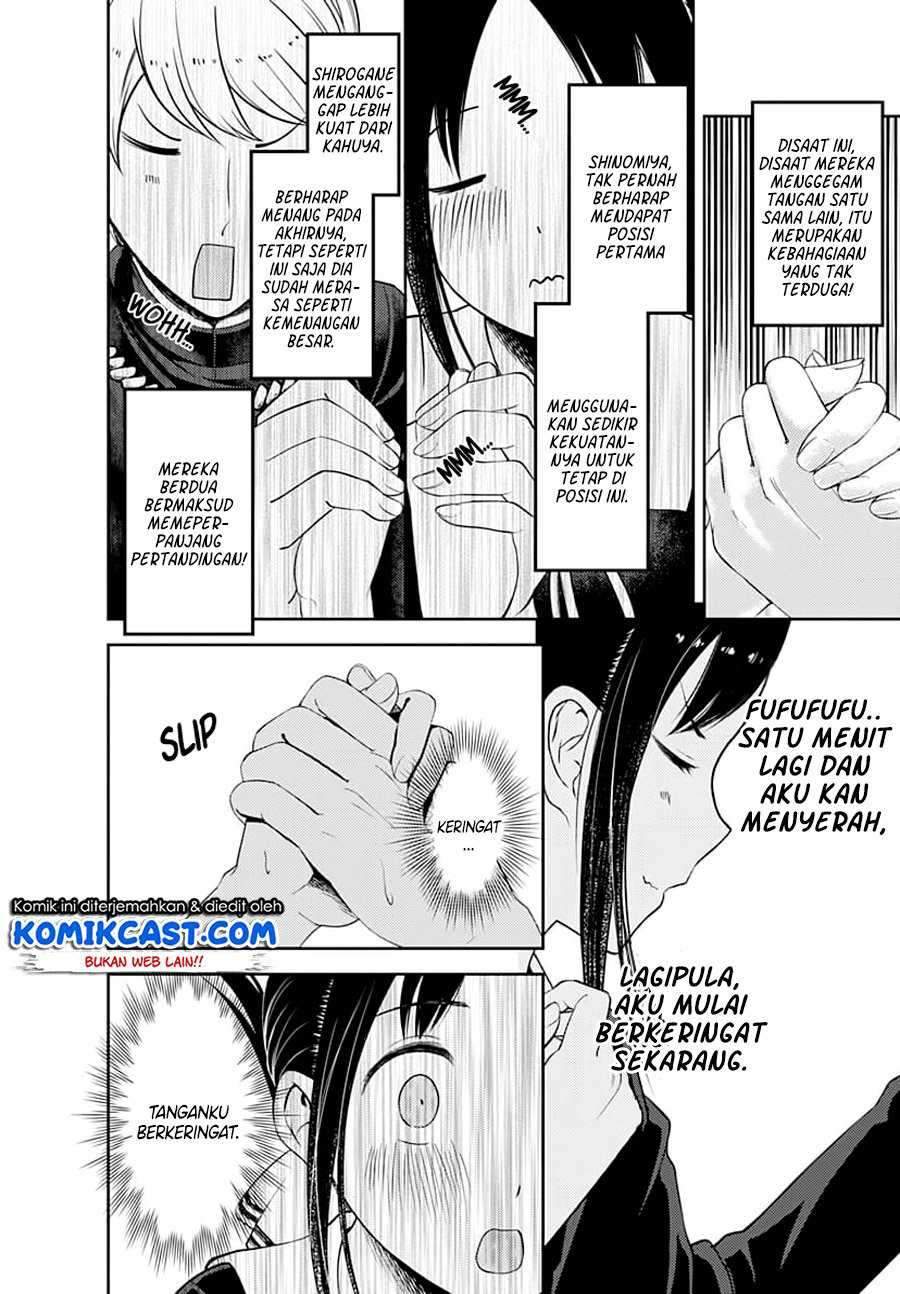 DISAAT INI,
DISAAT MEREKA
MENGGEGAM
TANGAN SATU
SAMA LAIN, ITU
MERUPAKAN
KEBAHAGIAAN
YANG TAK
TERDUGA!
MMM...
SHINOMIYA,
TAK PERNAH
BERHARAP
MENDAPAT
POSISI
PERTAMA
MENGGUNA-
KAN SEDIKIR
KEKUATAN-
NYA UNTUK
TETAP DI
POSISI INI.
MMM...
SHIROGANE
MENGANG-
GAP LEBIH
KUAT DARI
KAHUYA.
BERHARAP
MENANG PADA
AKHIRNYA,
TETAPI SEPERTI
INI SAJA DIA
SUDAH MERA-
SA SEPERTI
KEMENANGAN
BESAR.
WOHH...
MEREKA
BERDUA
BERMAKSUD
MEMEPER-
PANJANG
PERTANDINGAN!
FUFUFUFU..
SATU MENIT
LAGI DAN
AKU KAN
MENYERAH,
LAGIPULA,
AKU MULAI
BERKERINGAT
SEKARANG.
SLIP
KERINGAT
...
Komik ini diterjemahkan & diedit oleh
KOMIKCAST.COM
BUKAN WEB LAIN!!
TANGANKU
BERKERINGAT.